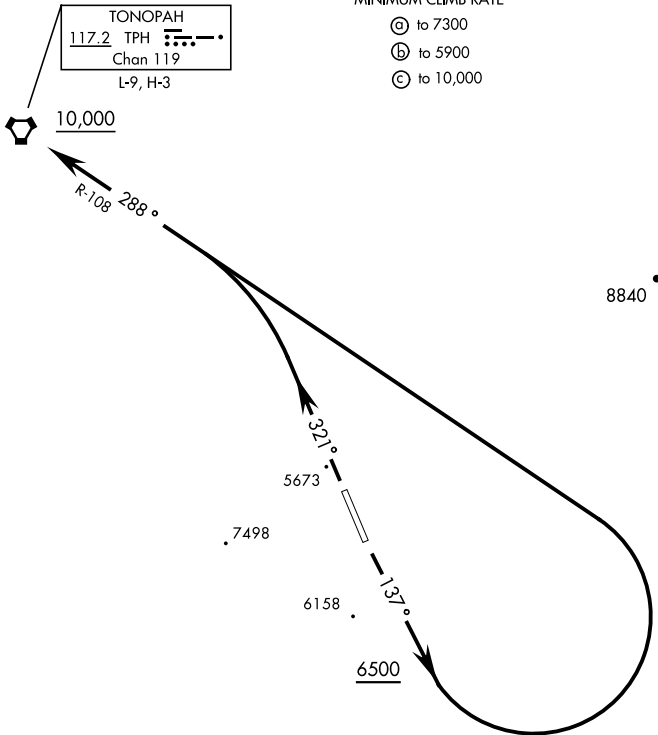 MINIMUM CLIMB RATE
ⓐ to 7300
ⓑ to 5900
ⓒ to 10,000
TONOPAH
117.2 TPH
Chan 119
L-9, H-3
10,000
R-108 288°
8840
321°
5673
7498
6158
137°
6500